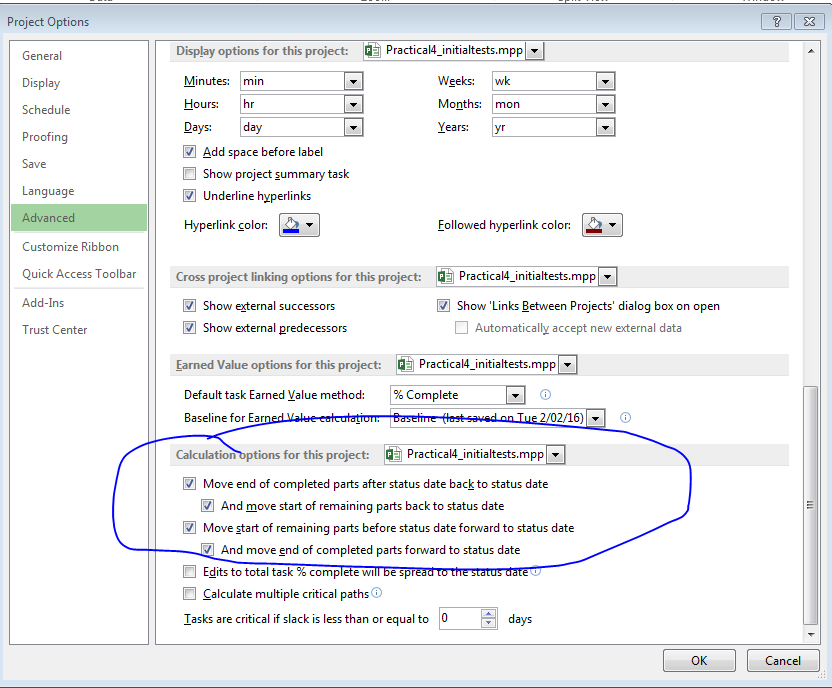 Project Options
General
Display
Schedule
Proofing
Save
Language
Advanced
Customize Ribbon
Quick Access Toolbar
Add-Ins
Trust Center
Display options for this project: Practical4_initialtests.mpp
Minutes: min Weeks: wk
Hours: hr Months: mon
Days: day Years: yr
Add space before label
Show project summary task
Underline hyperlinks
Hyperlink color: Followed hyperlink color:
Cross project linking options for this project: Practical4_initialtests.mpp
Show external successors Show 'Links Between Projects' dialog box on open
Show external predecessors Automatically accept new external data
Earned Value options for this project: Practical4_initialtests.mpp
Default task Earned Value method: % Complete
Baseline for Earned Value calculation: Baseline (last saved on Tue 2/02/16)
Calculation options for this project: Practical4_initialtests.mpp
Move end of completed parts after status date back to status date
And move start of remaining parts back to status date
Move start of remaining parts before status date forward to status date
And move end of completed parts forward to status date
Edits to total task % complete will be spread to the status date
Calculate multiple critical paths
Tasks are critical if slack is less than or equal to 0 days
OK Cancel